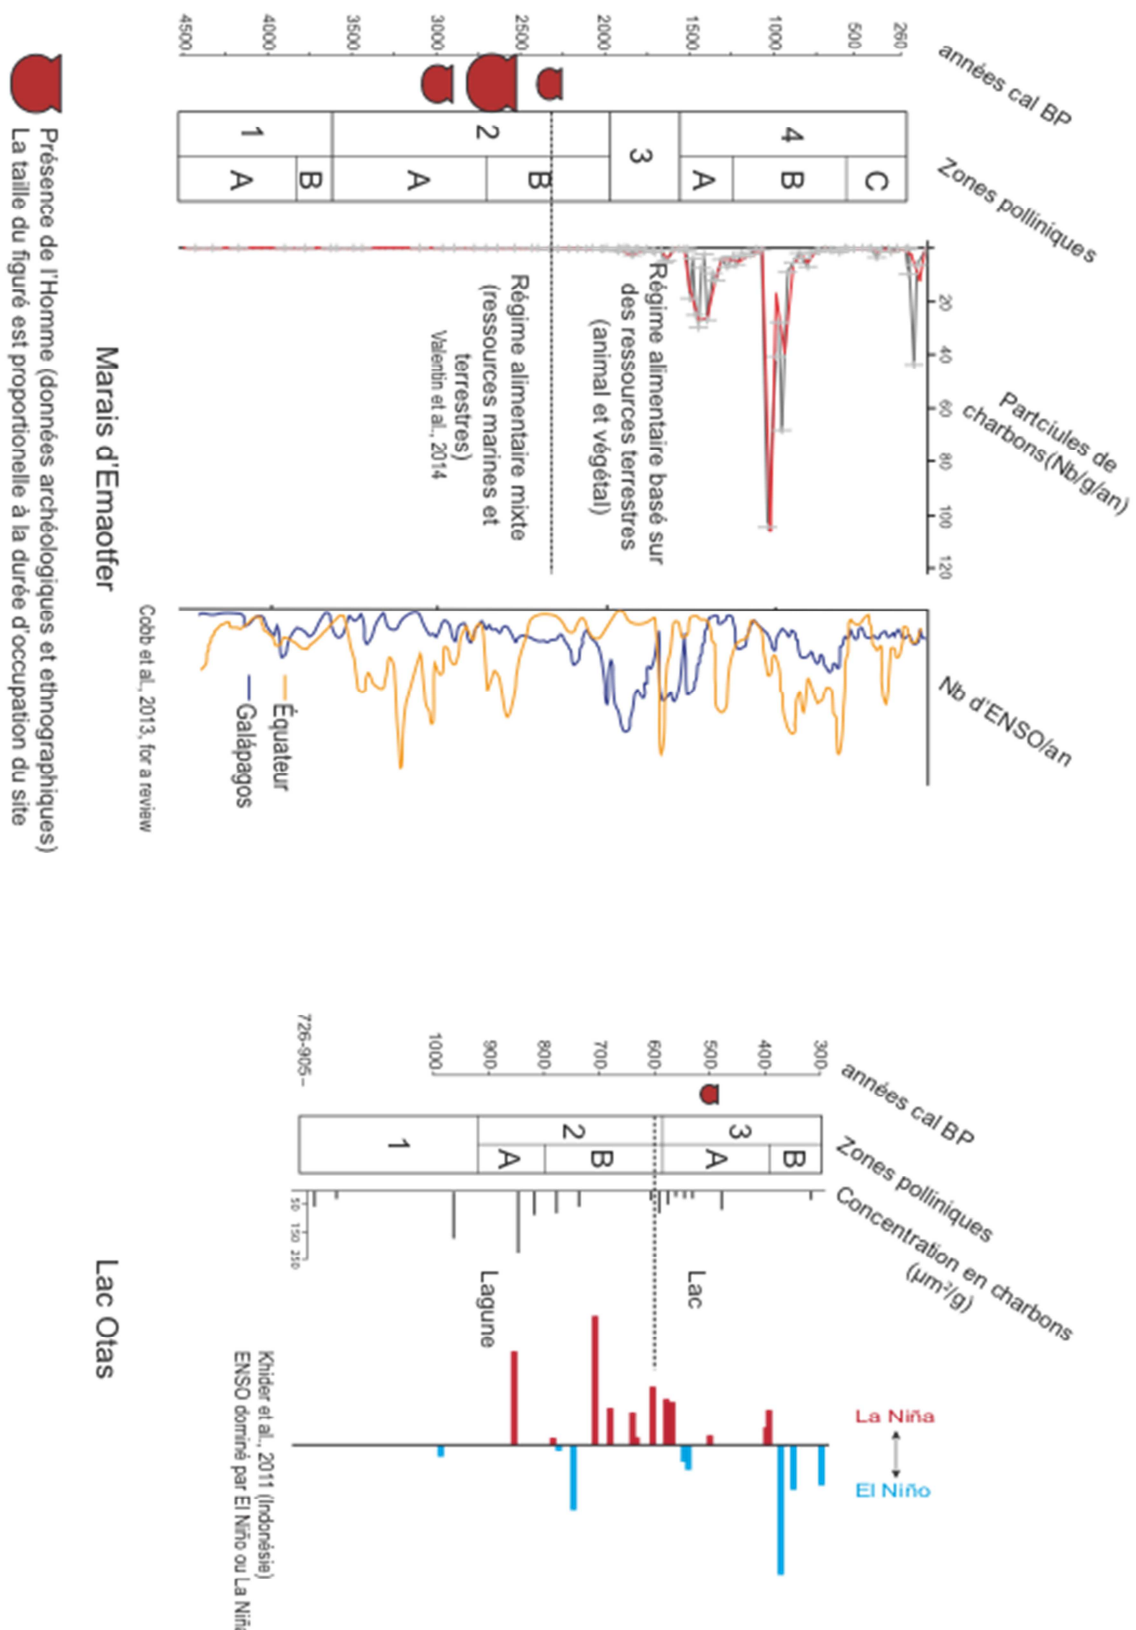 années cal BP
Zones polliniques
Partciules de
charbons(Nb/g/an)
Nb d'ENSO/an
260
500
1000
1500
2000
2500
3000
3500
4000
4500
4
C
B
A
3
2
B
A
1
B
A
20
40
60
80
100
120
Régime alimentaire basé sur
des ressources terrestres
(animal et végétal)
Régime alimentaire mixte
(ressources marines et
terrestres)
Valentin et al., 2014
Équateur
Galápagos
Cobb et al., 2013, for a review
Marais d'Emaotfer
Présence de l'Homme (données archéologiques et ethnographiques)
La taille du figuré est proportionelle à la durée d'occupation du site
années cal BP
Zones polliniques
Concentration en charbons
(µm²/g)
La Niña
El Niño
300
400
500
600
700
800
900
1000
726-905
3
B
A
2
B
A
1
50
150
250
Lac
Lagune
Khider et al., 2011 (Indonésie)
ENSO dominé par El Niño ou La Niña
Lac Otas